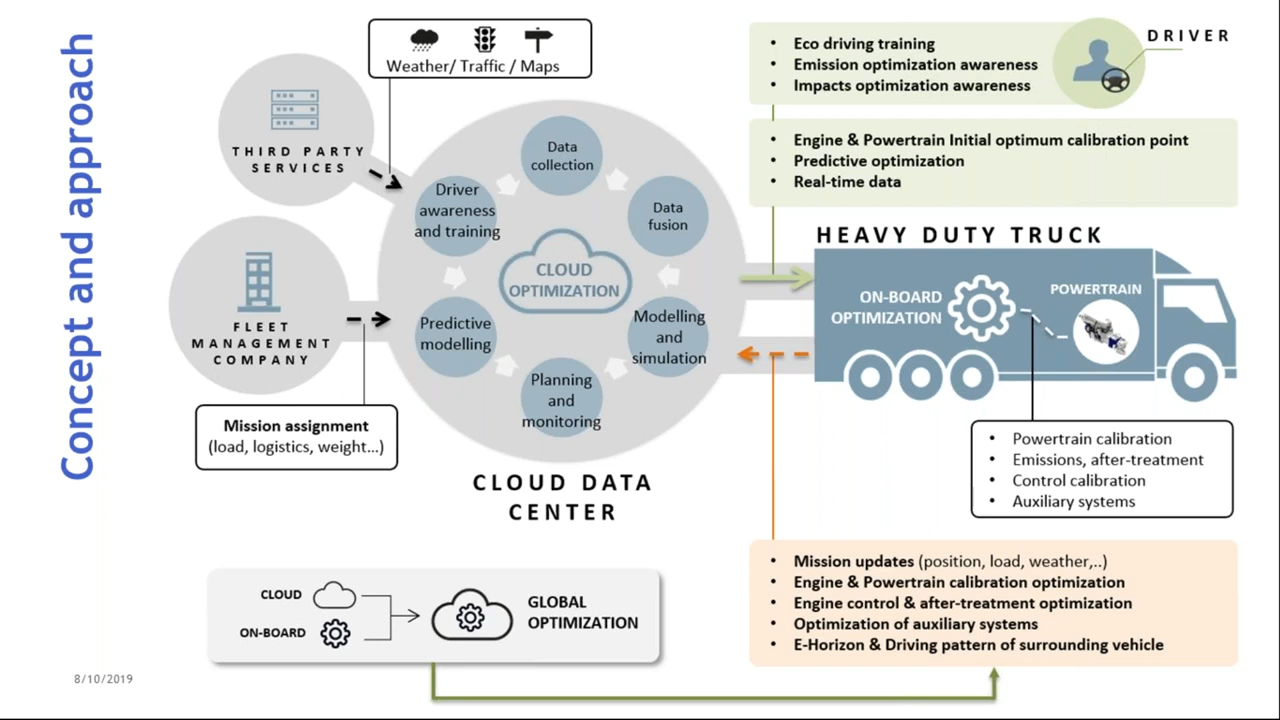 Concept and approach
Weather/ Traffic / Maps
THIRD PARTY
SERVICES
FLEET
MANAGEMENT
COMPANY
Mission assignment
(load, logistics, weight...)
Data
collection
Data
fusion
Modelling
and
simulation
Planning
and
monitoring
Predictive
modelling
Driver
awareness
and training
CLOUD
OPTIMIZATION
CLOUD DATA
CENTER
DRIVER
• Eco driving training
• Emission optimization awareness
• Impacts optimization awareness
• Engine & Powertrain Initial optimum calibration point
• Predictive optimization
• Real-time data
HEAVY DUTY TRUCK
ON-BOARD
OPTIMIZATION
POWERTRAIN
• Powertrain calibration
• Emissions, after-treatment
• Control calibration
• Auxiliary systems
• Mission updates (position, load, weather,..)
• Engine & Powertrain calibration optimization
• Engine control & after-treatment optimization
• Optimization of auxiliary systems
• E-Horizon & Driving pattern of surrounding vehicle
CLOUD
ON-BOARD
GLOBAL
OPTIMIZATION
8/10/2019